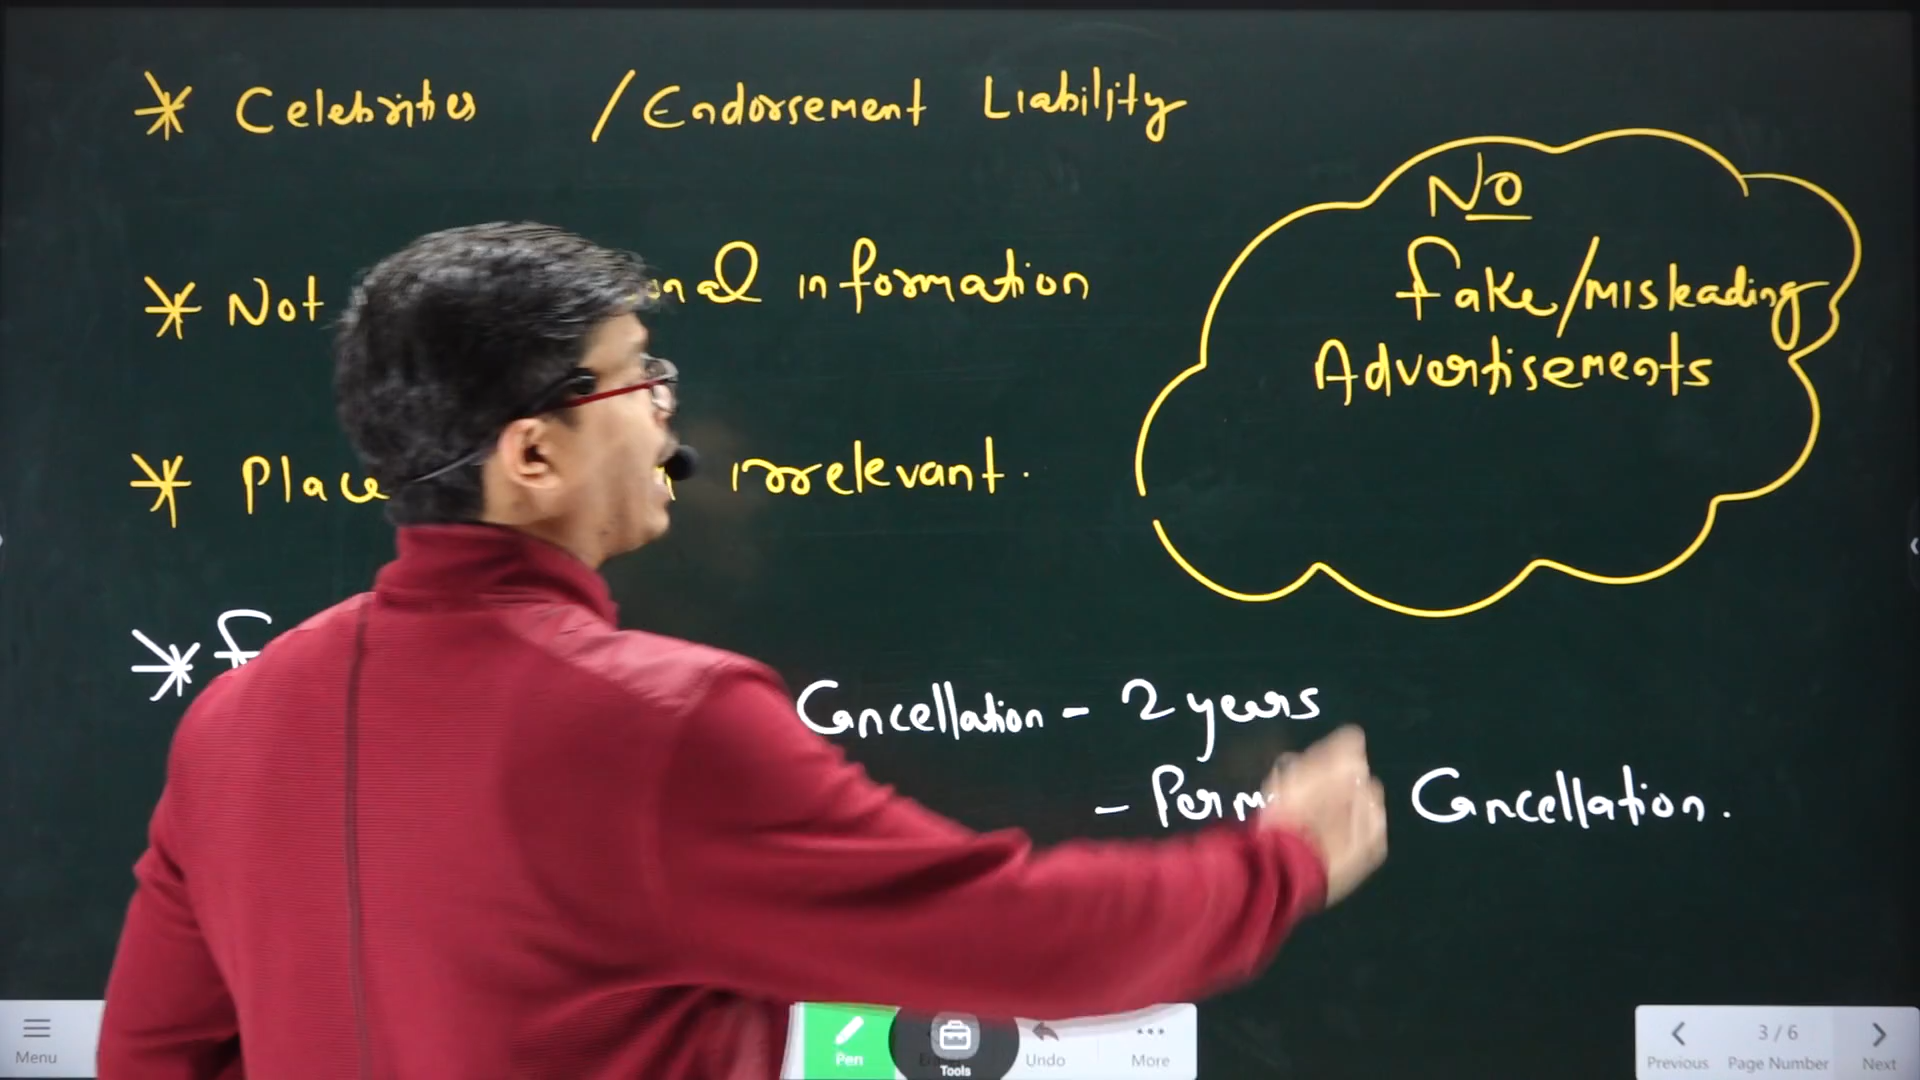 * Celebrities / Endorsement Liability
NO
* Not information
fake/misleading
Advertisements
* Place irrelevant.
*
Cancellation - 2 years
- Cancellation.
Menu
Pen
Tools
Undo
More
3 / 6
Previous
Page Number
Next